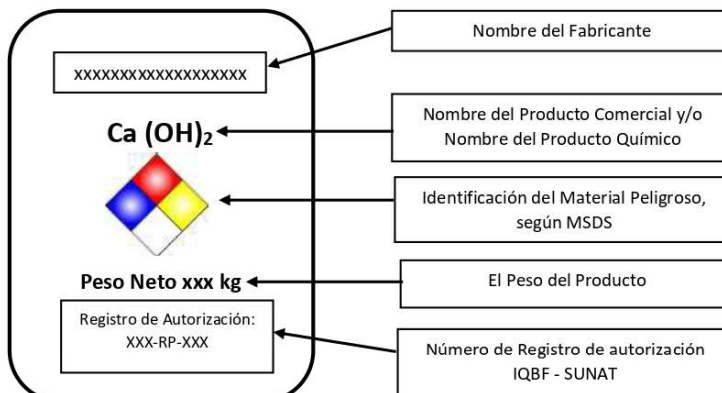 Nombre del Fabricante
XXXXXXXXXXXXXXXXXXX
Ca (OH)₂
Nombre del Producto Comercial y/o
Nombre del Producto Químico
Identificación del Material Peligroso,
según MSDS
Peso Neto xxx kg
El Peso del Producto
Registro de Autorización:
XXX-RP-XXX
Número de Registro de autorización
IQBF - SUNAT